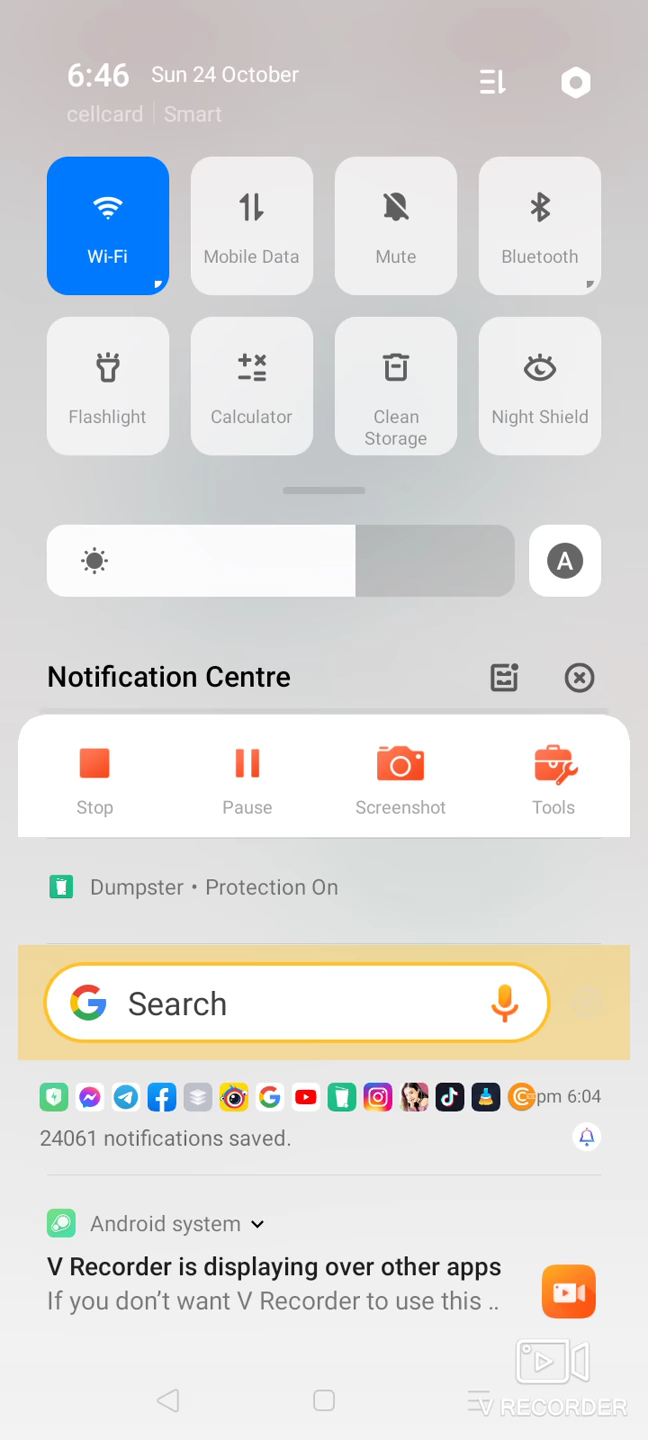 6:46 Sun 24 October
cellcard | Smart
Wi-Fi
Mobile Data
Mute
Bluetooth
Flashlight
Calculator
Clean
Storage
Night Shield
A
Notification Centre
Stop
Pause
Screenshot
Tools
Dumpster • Protection On
Search
pm 6:04
24061 notifications saved.
Android system
V Recorder is displaying over other apps
If you don’t want V Recorder to use this ..
V RECORDER